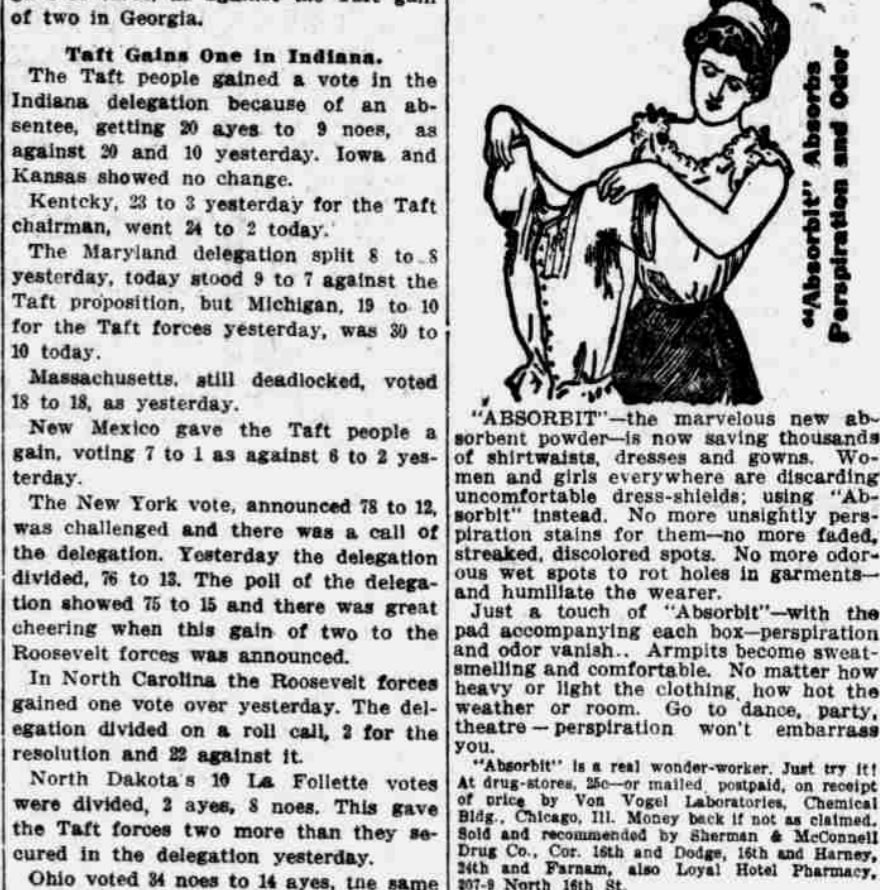 of two in Georgia.
Taft Gains One in Indiana.
The Taft people gained a vote in the
Indiana delegation because of an ab-
sentee, getting 20 ayes to 9 noes, as
against 20 and 10 yesterday. Iowa and
Kansas showed no change.
Kentcky, 23 to 3 yesterday for the Taft
chairman, went 24 to 2 today.
The Maryland delegation split 8 to 8
yesterday, today stood 9 to 7 against the
Taft proposition, but Michigan, 19 to 10
for the Taft forces yesterday, was 30 to
10 today.
Massachusetts, still deadlocked, voted
18 to 18, as yesterday.
New Mexico gave the Taft people a
gain, voting 7 to 1 as against 6 to 2 yes-
terday.
The New York vote, announced 78 to 12,
was challenged and there was a call of
the delegation. Yesterday the delegation
divided, 76 to 13. The poll of the delega-
tion showed 75 to 15 and there was great
cheering when this gain of two to the
Roosevelt forces was announced.
In North Carolina the Roosevelt forces
gained one vote over yesterday. The del-
egation divided on a roll call, 2 for the
resolution and 22 against it.
North Dakota's 10 La Follette votes
were divided, 2 ayes, 8 noes. This gave
the Taft forces two more than they se-
cured in the delegation yesterday.
Ohio voted 34 noes to 14 ayes, the same
"Absorbit" Absorbs
Perspiration and Odor
"ABSORBIT"—the marvelous new ab-
sorbent powder—is now saving thousands
of shirtwaists, dresses and gowns. Wo-
men and girls everywhere are discarding
uncomfortable dress-shields; using "Ab-
sorbit" instead. No more unsightly pers-
piration stains for them—no more faded,
streaked, discolored spots. No more odor-
ous wet spots to rot holes in garments—
and humiliate the wearer.
Just a touch of "Absorbit"—with the
pad accompanying each box—perspiration
and odor vanish.. Armpits become sweat-
smelling and comfortable. No matter how
heavy or light the clothing, how hot the
weather or room. Go to dance, party,
theatre — perspiration won't embarrass
you.
"Absorbit" is a real wonder-worker. Just try it!
At drug-stores, 25c—or mailed, postpaid, on receipt
of price by Von Vogel Laboratories, Chemical
Bldg., Chicago, Ill. Money back if not as claimed.
Sold and recommended by Sherman & McConnell
Drug Co., Cor. 16th and Dodge, 16th and Harney,
24th and Farnam, also Loyal Hotel Pharmacy,
207-9 North 16th St.